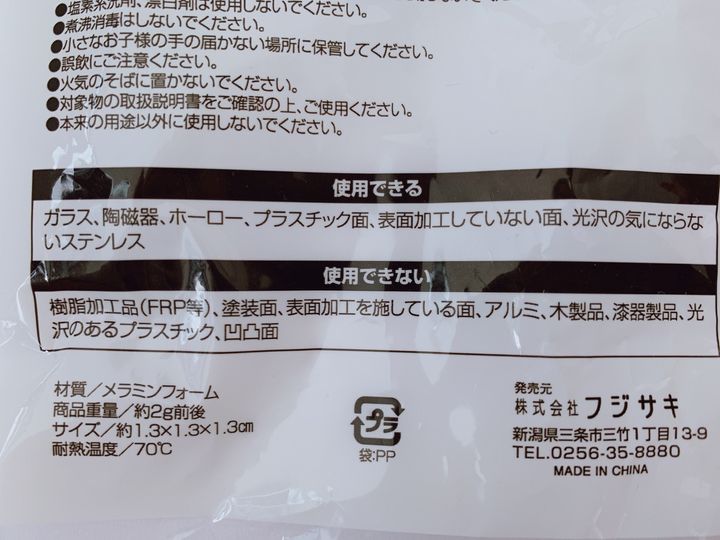 ●塩素系洗剤、漂白剤は使用しないでください。
●煮沸消毒はしないでください。
●小さなお子様の手の届かない場所に保管してください。
●誤飲にご注意ください。
●火気のそばに置かないでください。
●対象物の取扱説明書をご確認の上、ご使用ください。
●本来の用途以外に使用しないでください。
使用できる
ガラス、陶磁器、ホーロー、プラスチック面、表面加工していない面、光沢の気にならな
いステンレス
使用できない
樹脂加工品(FRP等)、塗装面、表面加工を施している面、アルミ、木製品、漆器製品、光
沢のあるプラスチック、凹凸面
材質／メラミンフォーム
商品重量／約2g前後
サイズ／約1.3×1.3×1.3cm
耐熱温度／70℃
プラ
袋:PP
発売元
株式会社フジサキ
新潟県三条市三竹1丁目13-9
TEL.0256-35-8880
MADE IN CHINA